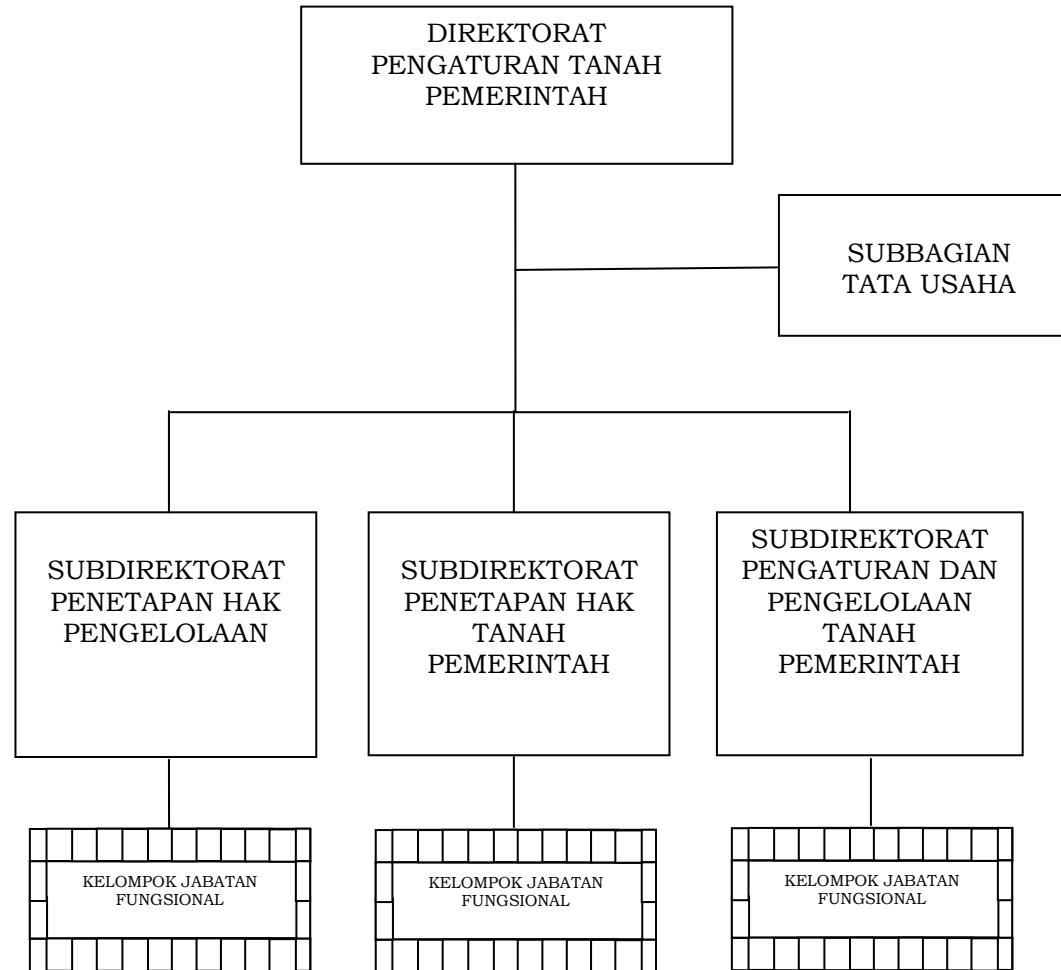 DIREKTORAT
PENGATURAN TANAH
PEMERINTAH
SUBBAGIAN
TATA USAHA
SUBDIREKTORAT
PENETAPAN HAK
PENGELOLAAN
SUBDIREKTORAT
PENETAPAN HAK
TANAH
PEMERINTAH
SUBDIREKTORAT
PENGATURAN DAN
PENGELOLAAN
TANAH
PEMERINTAH
KELOMPOK JABATAN
FUNGSIONAL
KELOMPOK JABATAN
FUNGSIONAL
KELOMPOK JABATAN
FUNGSIONAL